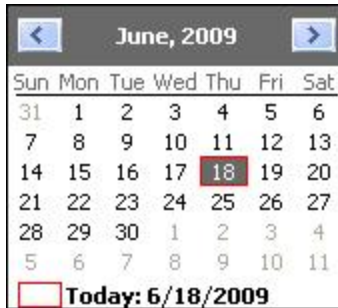 June, 2009
Sun Mon Tue Wed Thu Fri Sat
31 1 2 3 4 5 6
7 8 9 10 11 12 13
14 15 16 17 18 19 20
21 22 23 24 25 26 27
28 29 30 1 2 3 4
5 6 7 8 9 10 11
Today: 6/18/2009